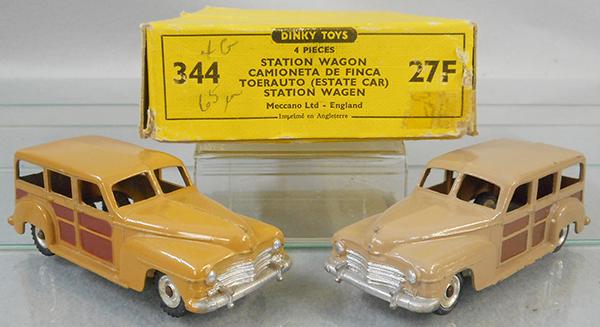 DINKY TOYS
4 PIECES
344 STATION WAGON 27F
CAMIONETA DE FINCA
TOERAUTO (ESTATE CAR)
STATION WAGEN
Meccano Ltd - England
Imprimé en Angleterre